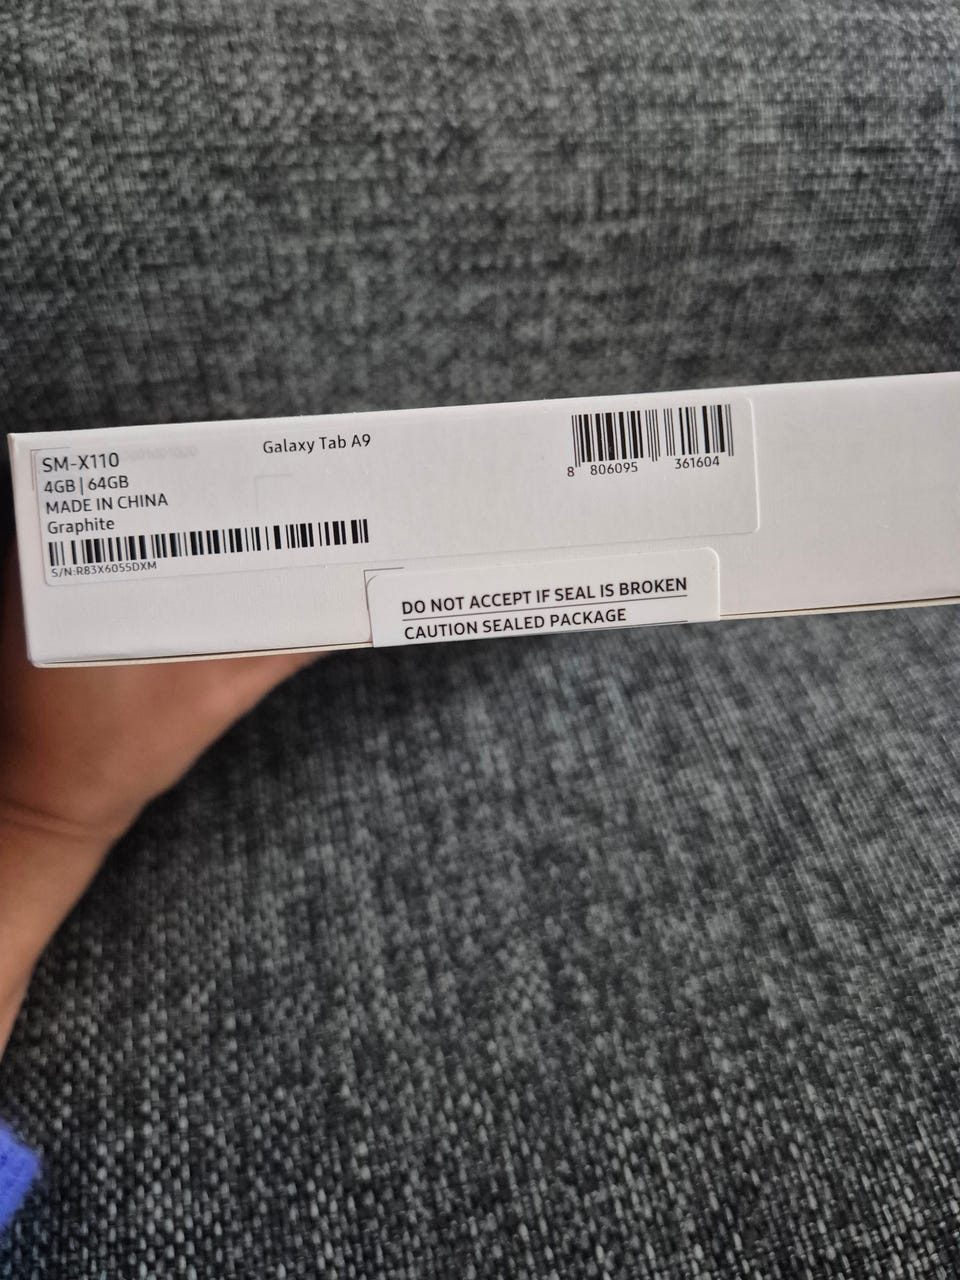 SM-X110
Galaxy Tab A9
4GB | 64GB
MADE IN CHINA
Graphite
S/N:R83X6055DXM
8 806095 361604
DO NOT ACCEPT IF SEAL IS BROKEN
CAUTION SEALED PACKAGE